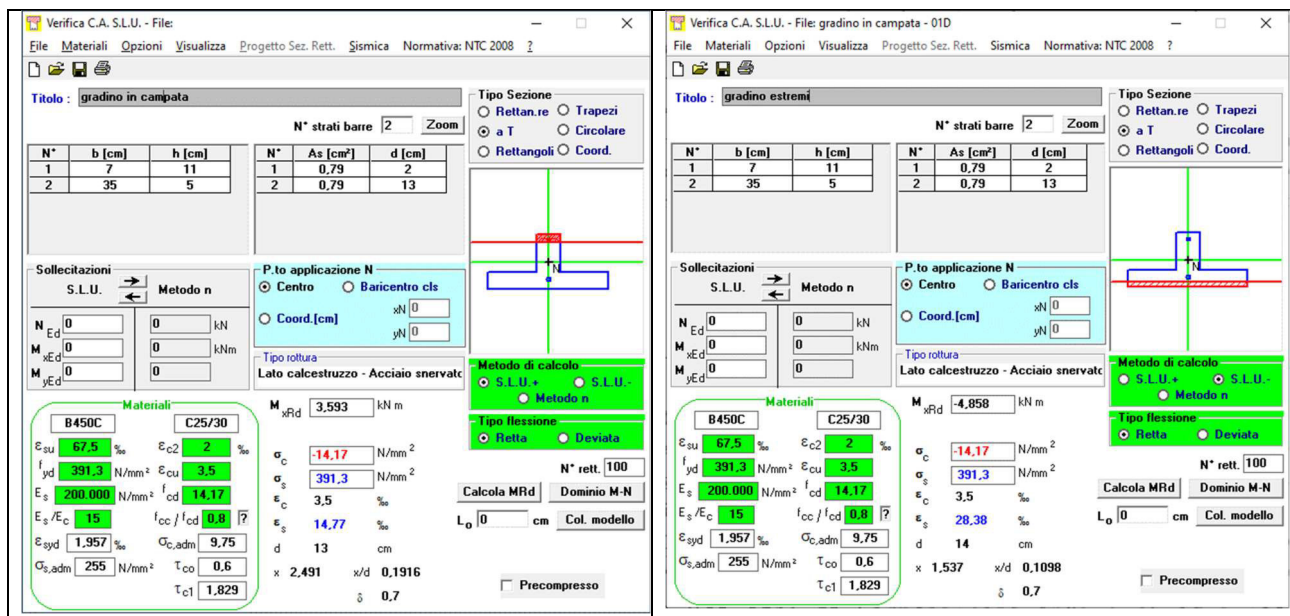 Verifica C.A. S.L.U. - File:
File Materiali Opzioni Visualizza Progetto Sez. Rett. Sismica Normativa: NTC 2008 ?
Titolo : gradino in campata
N° strati barre 2 Zoom
N° b [cm] h [cm]
1 7 11
2 35 5
N° As [cm²] d [cm]
1 0,79 2
2 0,79 13
Tipo Sezione
Rettan.re Trapezi
a T Circolare
Rettangoli Coord.
N
Sollecitazioni
S.L.U. Metodo n
N Ed 0 0 kN
M xEd 0 0 kNm
M yEd 0 0
P.to applicazione N
Centro Baricentro cls
Coord.[cm] xN 0
yN 0
Tipo rottura
Lato calcestruzzo - Acciaio snervato
Metodo di calcolo
S.L.U.+ S.L.U.-
Metodo n
Tipo flessione
Retta Deviata
Materiali
B450C C25/30
εsu 67,5 ‰ εc2 2 ‰
fyd 391,3 N/mm² εcu 3,5
Es 200.000 N/mm² fcd 14,17
Es/Ec 15 fcc / fcd 0,8 ?
εsyd 1,957 ‰ σc,adm 9,75
σs,adm 255 N/mm² τco 0,6
τc1 1,829
M xRd 3,593 kN m
σc -14,17 N/mm²
σs 391,3 N/mm²
εc 3,5 ‰
εs 14,77 ‰
d 13 cm
x 2,491 x/d 0,1916
δ 0,7
N° rett. 100
Calcola MRd Dominio M-N
Lo 0 cm Col. modello
Precompresso
Verifica C.A. S.L.U. - File: gradino in campata - 01D
File Materiali Opzioni Visualizza Progetto Sez. Rett. Sismica Normativa: NTC 2008 ?
Titolo : gradino estremi
N° strati barre 2 Zoom
N° b [cm] h [cm]
1 7 11
2 35 5
N° As [cm²] d [cm]
1 0,79 2
2 0,79 13
Tipo Sezione
Rettan.re Trapezi
a T Circolare
Rettangoli Coord.
N
Sollecitazioni
S.L.U. Metodo n
N Ed 0 0 kN
M xEd 0 0 kNm
M yEd 0 0
P.to applicazione N
Centro Baricentro cls
Coord.[cm] xN 0
yN 0
Tipo rottura
Lato calcestruzzo - Acciaio snervato
Metodo di calcolo
S.L.U.+ S.L.U.-
Metodo n
Tipo flessione
Retta Deviata
Materiali
B450C C25/30
εsu 67,5 ‰ εc2 2 ‰
fyd 391,3 N/mm² εcu 3,5
Es 200.000 N/mm² fcd 14,17
Es/Ec 15 fcc / fcd 0,8 ?
εsyd 1,957 ‰ σc,adm 9,75
σs,adm 255 N/mm² τco 0,6
τc1 1,829
M xRd -4,858 kN m
σc -14,17 N/mm²
σs 391,3 N/mm²
εc 3,5 ‰
εs 28,38 ‰
d 14 cm
x 1,537 x/d 0,1098
δ 0,7
N° rett. 100
Calcola MRd Dominio M-N
Lo 0 cm Col. modello
Precompresso